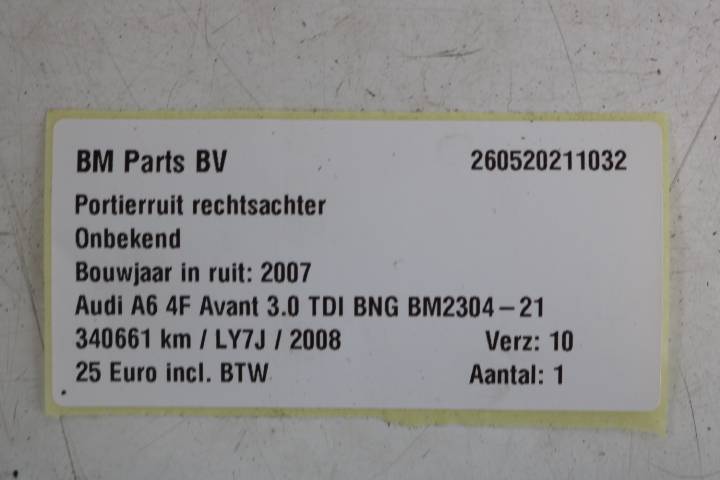 BM Parts BV 260520211032
Portierruit rechtsachter
Onbekend
Bouwjaar in ruit: 2007
Audi A6 4F Avant 3.0 TDI BNG BM2304-21
340661 km / LY7J / 2008 Verz: 10
25 Euro incl. BTW Aantal: 1